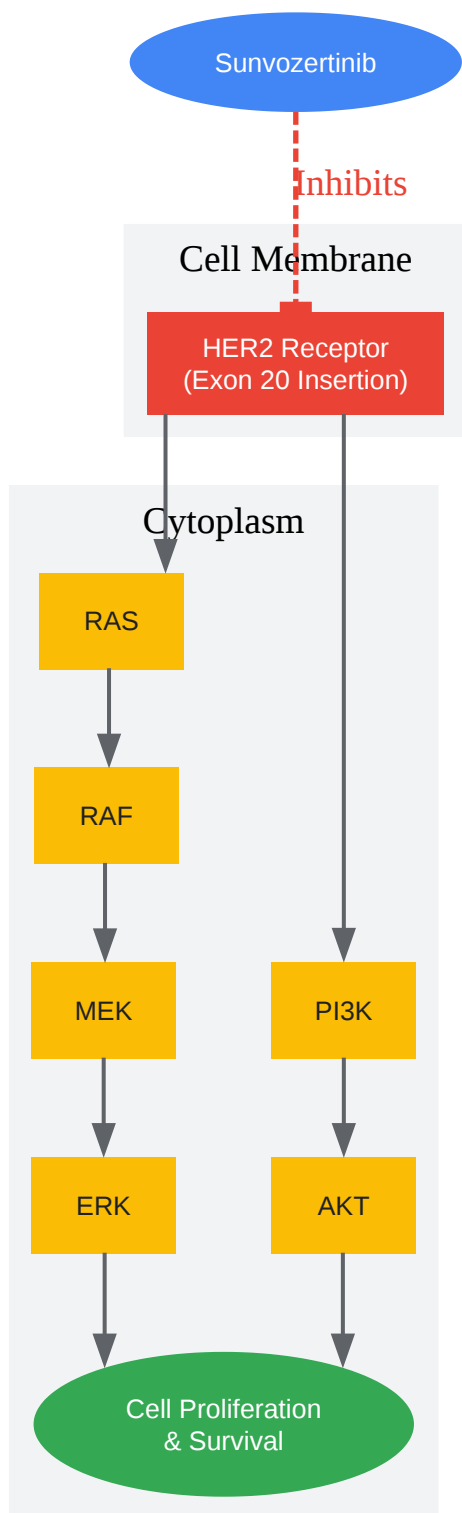 Sunvozertinib
Inhibits
Cell Membrane
HER2 Receptor
(Exon 20 Insertion)
Cytoplasm
RAS
RAF
MEK
PI3K
ERK
AKT
Cell Proliferation
& Survival